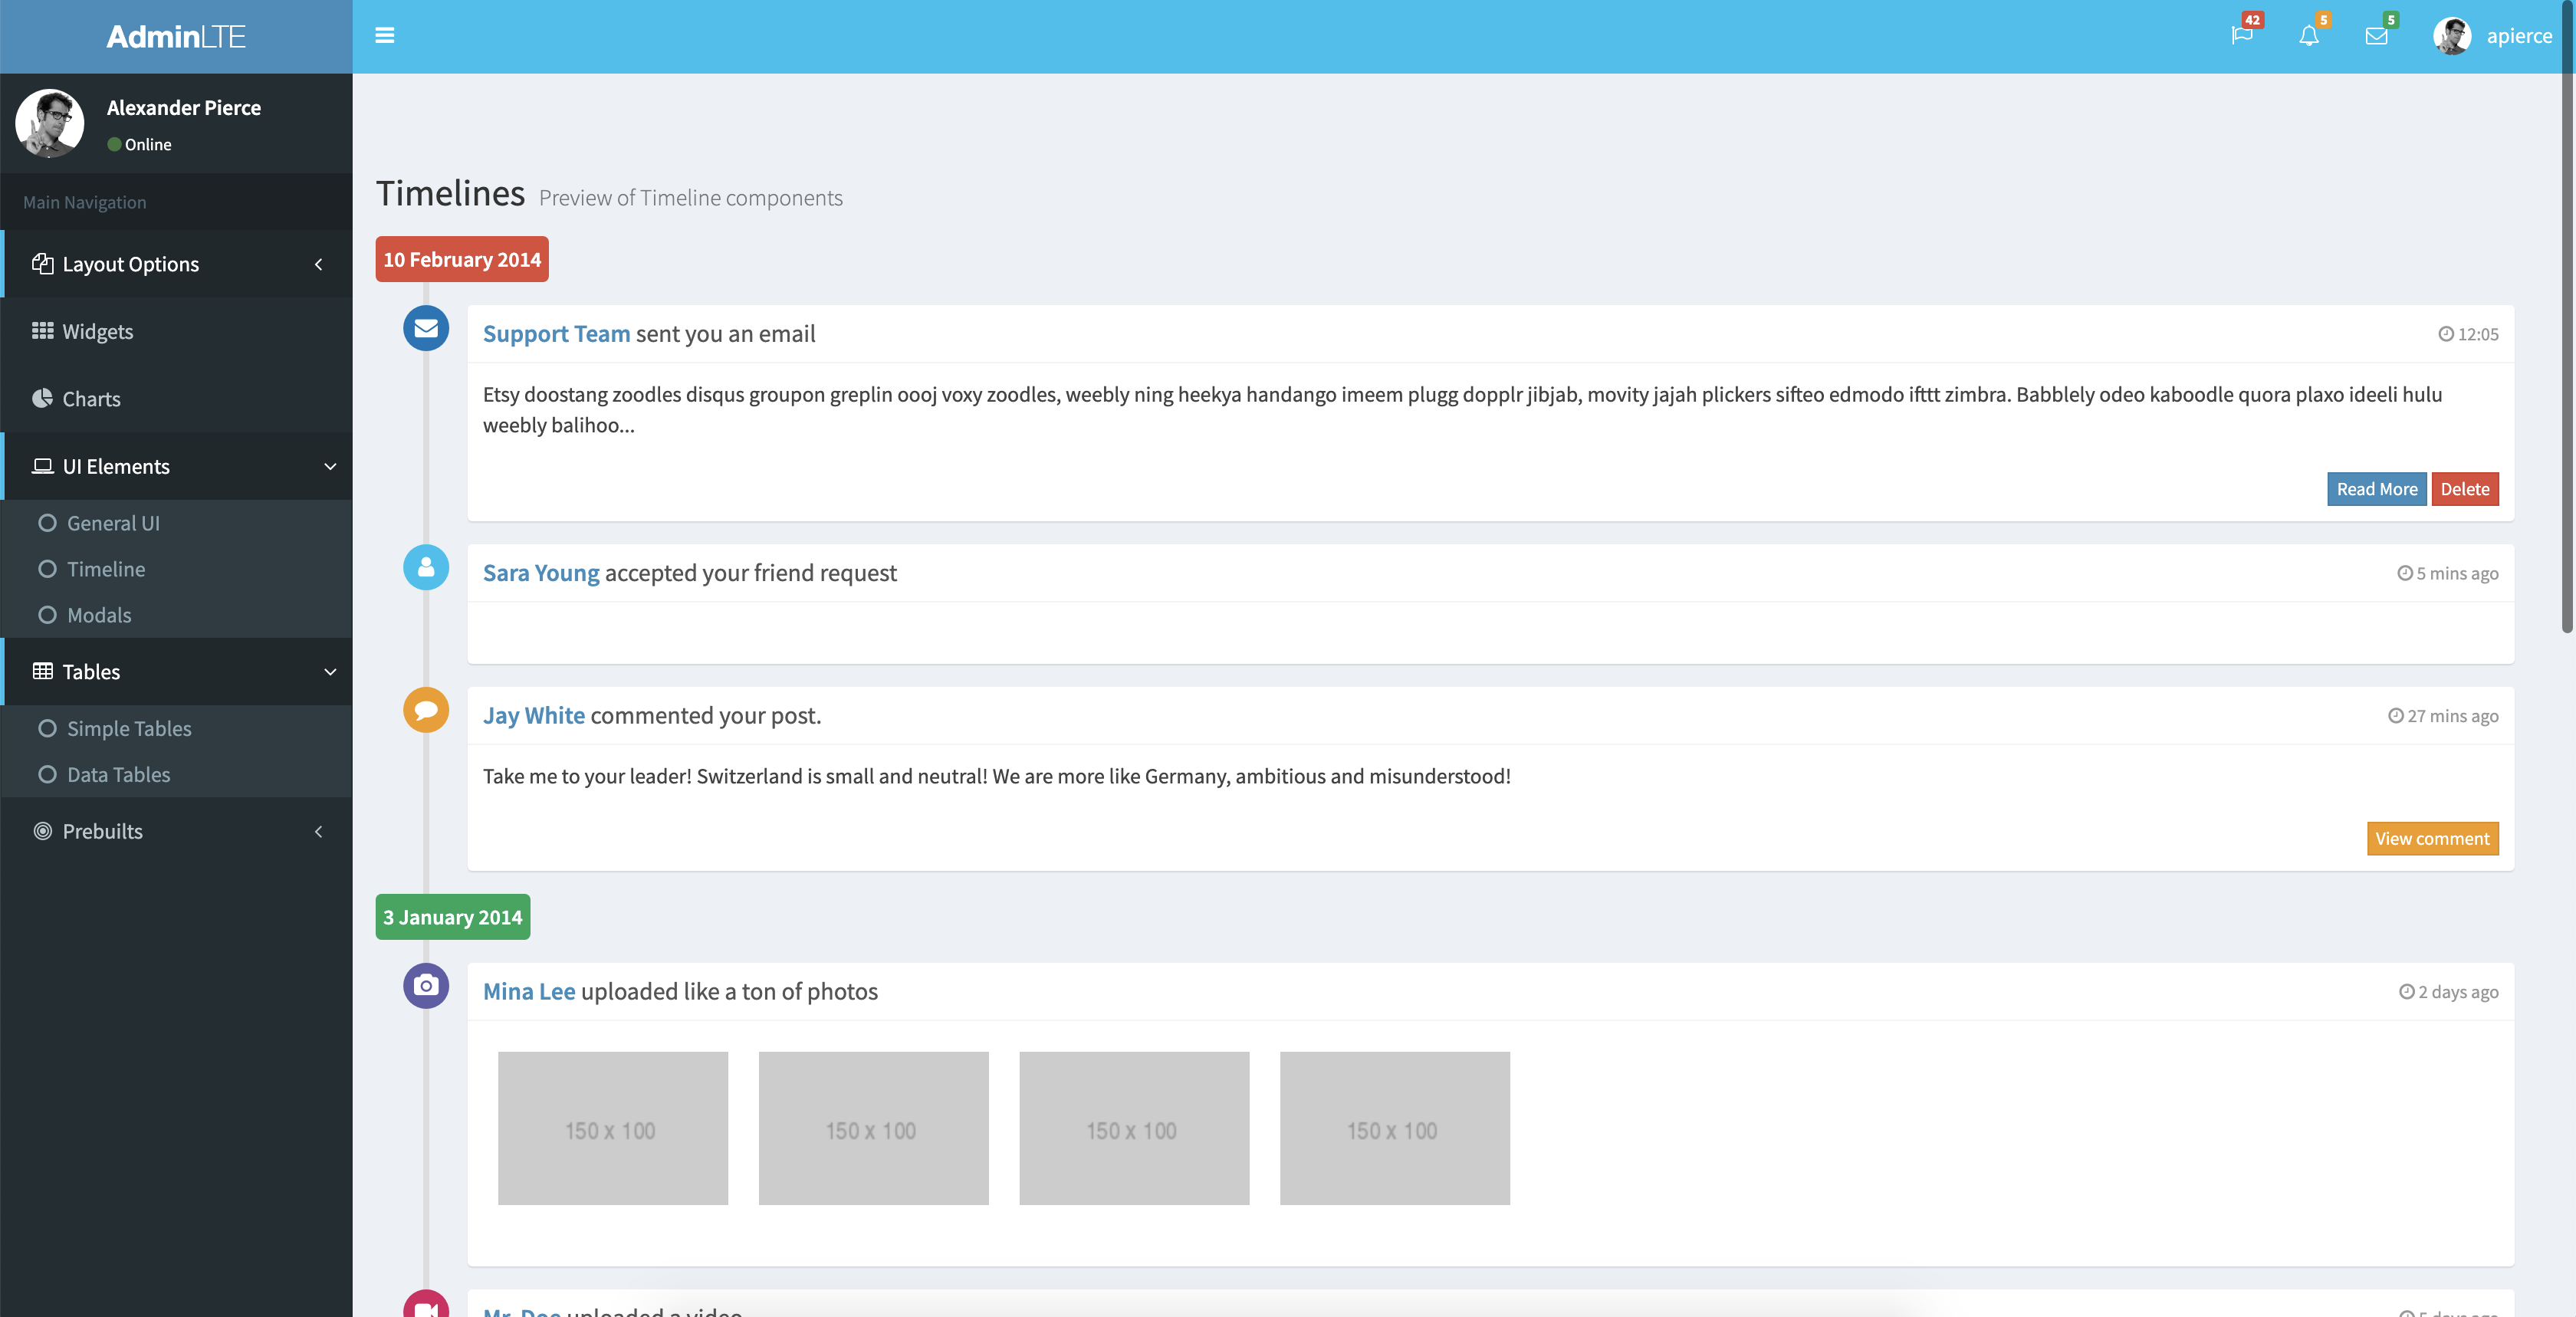 AdminLTE
42
5
5
apierce
Alexander Pierce
Online
Main Navigation
Layout Options
Widgets
Charts
UI Elements
General UI
Timeline
Modals
Tables
Simple Tables
Data Tables
Prebuilts
Timelines Preview of Timeline components
10 February 2014
Support Team sent you an email
12:05
Etsy doostang zoodles disqus groupon greplin oooj voxy zoodles, weebly ning heekya handango imeem plugg dopplr jibjab, movity jajah plickers sifteo edmodo ifttt zimbra. Babblely odeo kaboodle quora plaxo ideeli hulu
weebly balihoo...
Read More
Delete
Sara Young accepted your friend request
5 mins ago
Jay White commented your post.
27 mins ago
Take me to your leader! Switzerland is small and neutral! We are more like Germany, ambitious and misunderstood!
View comment
3 January 2014
Mina Lee uploaded like a ton of photos
2 days ago
150 x 100
150 x 100
150 x 100
150 x 100
Mr. Doe uploaded a video
5 days ago